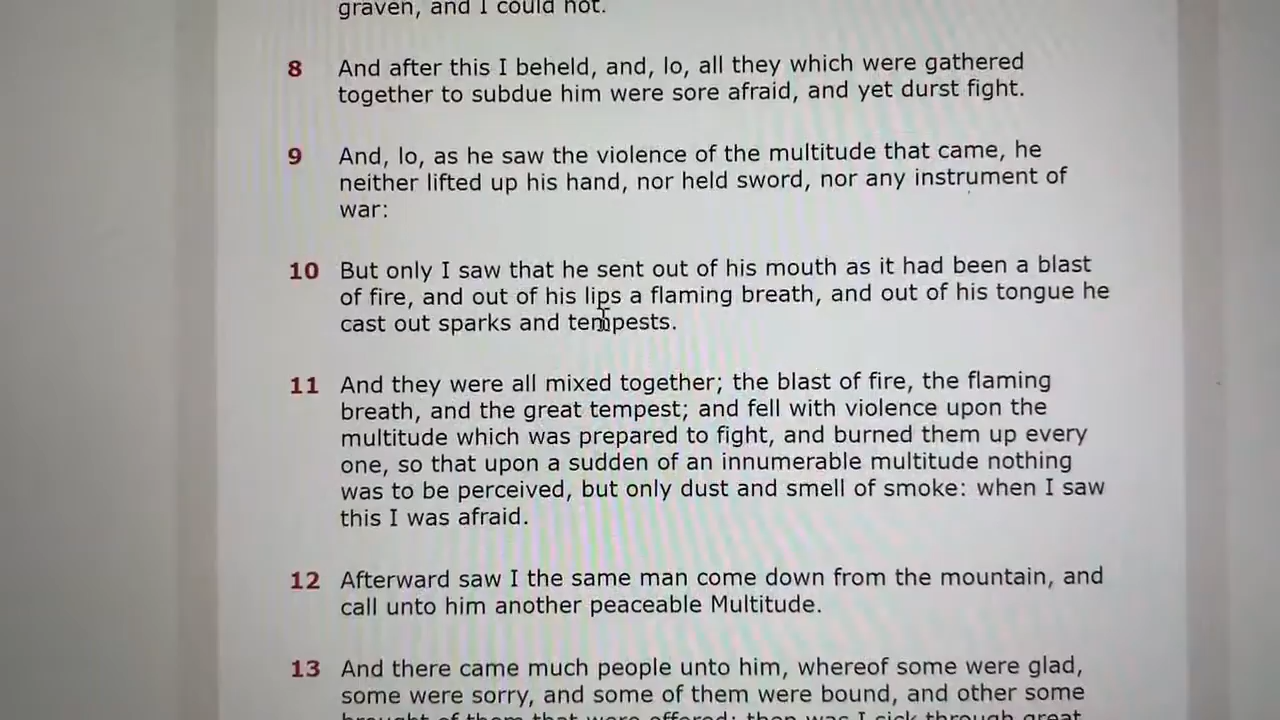 graven, and I could not.
8 And after this I beheld, and, lo, all they which were gathered
together to subdue him were sore afraid, and yet durst fight.
9 And, lo, as he saw the violence of the multitude that came, he
neither lifted up his hand, nor held sword, nor any instrument of
war:
10 But only I saw that he sent out of his mouth as it had been a blast
of fire, and out of his lips a flaming breath, and out of his tongue he
cast out sparks and tempests.
11 And they were all mixed together; the blast of fire, the flaming
breath, and the great tempest; and fell with violence upon the
multitude which was prepared to fight, and burned them up every
one, so that upon a sudden of an innumerable multitude nothing
was to be perceived, but only dust and smell of smoke: when I saw
this I was afraid.
12 Afterward saw I the same man come down from the mountain, and
call unto him another peaceable Multitude.
13 And there came much people unto him, whereof some were glad,
some were sorry, and some of them were bound, and other some
brought of them that were offered: then was I sick through great